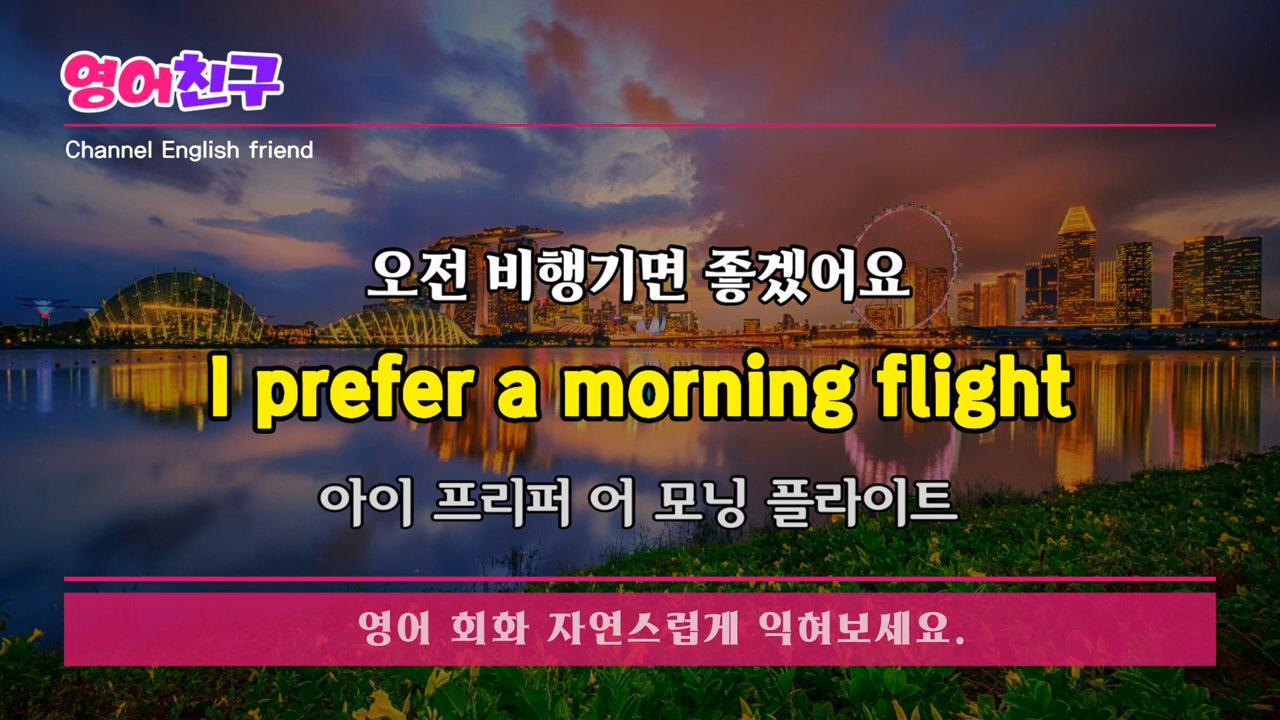 영어친구
Channel English friend
오전 비행기면 좋겠어요
I prefer a morning flight
아이 프리퍼 어 모닝 플라이트
영어 회화 자연스럽게 익혀보세요.